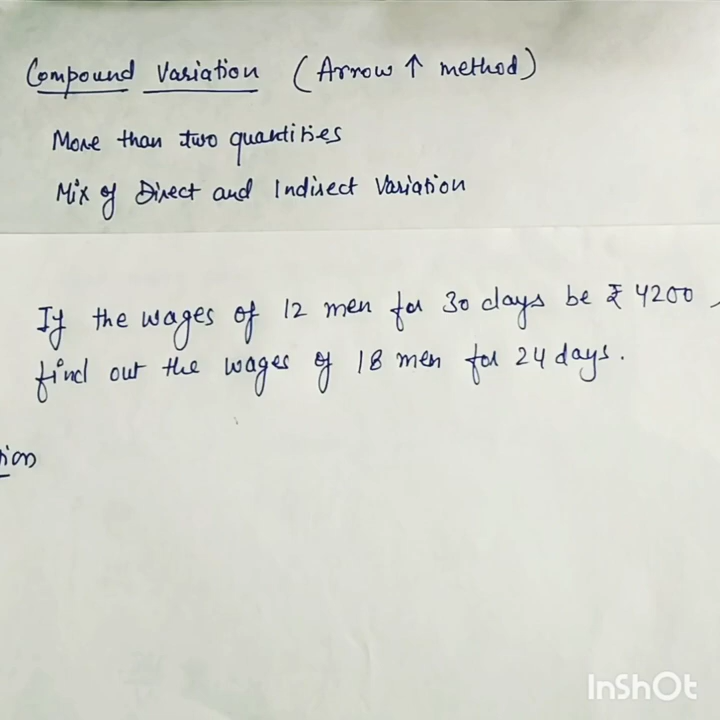 Compound Variation (Arrow ↑ method)
More than two quantities
Mix of Direct and Indirect Variation
If the wages of 12 men for 30 days be ₹ 4200,
find out the wages of 18 men for 24 days.
InShOt